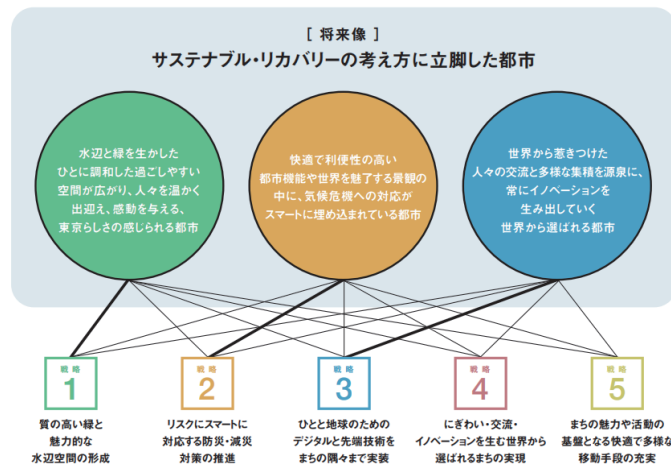 [ 将来像 ]
サステナブル・リカバリーの考え方に立脚した都市
水辺と緑を生かした
ひとに調和した過ごしやすい
空間が広がり、人々を温かく
出迎え、感動を与える、
東京らしさの感じられる都市
快適で利便性の高い
都市機能や世界を魅了する景観の
中に、気候危機への対応が
スマートに埋め込まれている都市
世界から惹きつけた
人々の交流と多様な集積を源泉に、
常にイノベーションを
生み出していく
世界から選ばれる都市
戦略
1
質の高い緑と
魅力的な
水辺空間の形成
戦略
2
リスクにスマートに
対応する防災・減災
対策の推進
戦略
3
ひとと地球のための
デジタルと先端技術を
まちの隅々まで実装
戦略
4
にぎわい・交流・
イノベーションを生む世界から
選ばれるまちの実現
戦略
5
まちの魅力や活動の
基盤となる快適で多様な
移動手段の充実